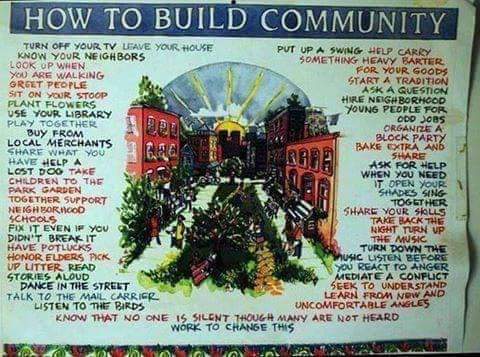 HOW TO BUILD COMMUNITY
TURN OFF YOUR TV LEAVE YOUR HOUSE
KNOW YOUR NEIGHBORS
LOOK UP WHEN
YOU ARE WALKING
GREET PEOPLE
SIT ON YOUR STOOP
PLANT FLOWERS
USE YOUR LIBRARY
PLAY TOGETHER
BUY FROM
LOCAL MERCHANTS
SHARE WHAT YOU
HAVE HELP A
LOST DOG TAKE
CHILDREN TO THE
PARK GARDEN
TOGETHER SUPPORT
NEIGHBORHOOD
SCHOOLS
FIX IT EVEN IF YOU
DIDN'T BREAK IT
HAVE POTLUCKS
HONOR ELDERS PICK
UP LITTER READ
STORIES ALOUD
DANCE IN THE STREET
TALK TO THE MAIL CARRIER
LISTEN TO THE BIRDS
PUT UP A SWING HELP CARRY
SOMETHING HEAVY BARTER
FOR YOUR GOODS
START A TRADITION
ASK A QUESTION
HIRE NEIGHBORHOOD
YOUNG PEOPLE FOR
ODD JOBS
ORGANIZE A
BLOCK PARTY
BAKE EXTRA AND
SHARE
ASK FOR HELP
WHEN YOU NEED
IT OPEN YOUR
SHADES SING
TOGETHER
SHARE YOUR SKILLS
TAKE BACK THE
NIGHT TURN UP
THE MUSIC
TURN DOWN THE
MUSIC LISTEN BEFORE
YOU REACT TO ANGER
MEDIATE A CONFLICT
SEEK TO UNDERSTAND
LEARN FROM NEW AND
UNCOMFORTABLE ANGLES
KNOW THAT NO ONE IS SILENT THOUGH MANY ARE NOT HEARD
WORK TO CHANGE THIS